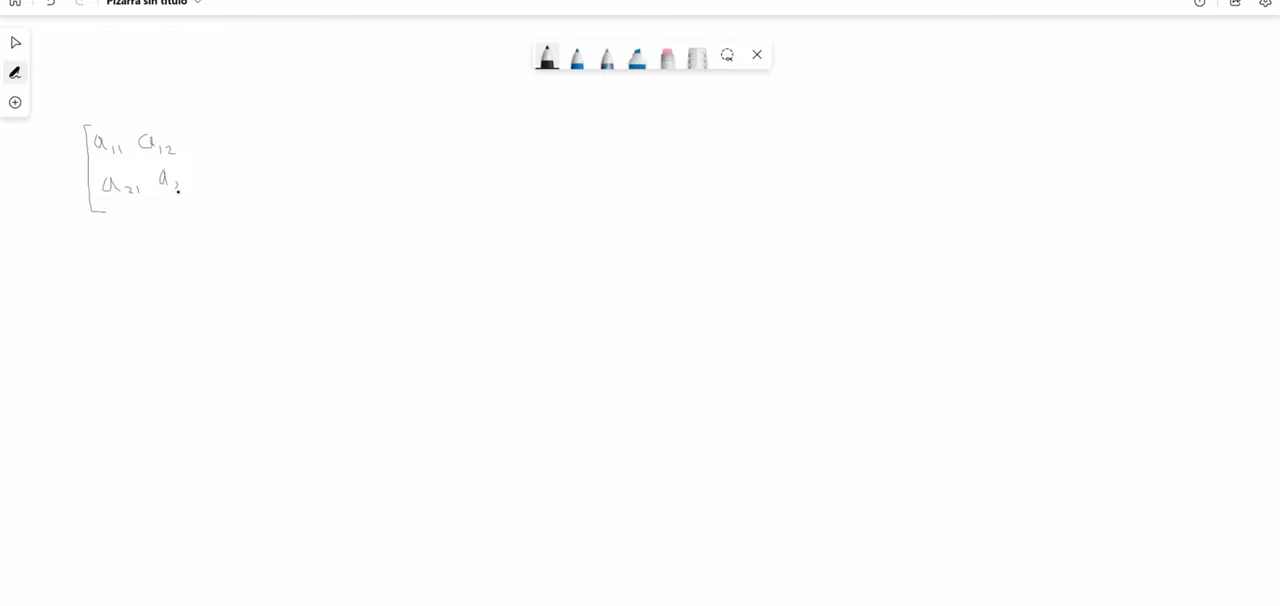 Pizarra sin título
[a₁₁ a₁₂
a₂₁ a₂